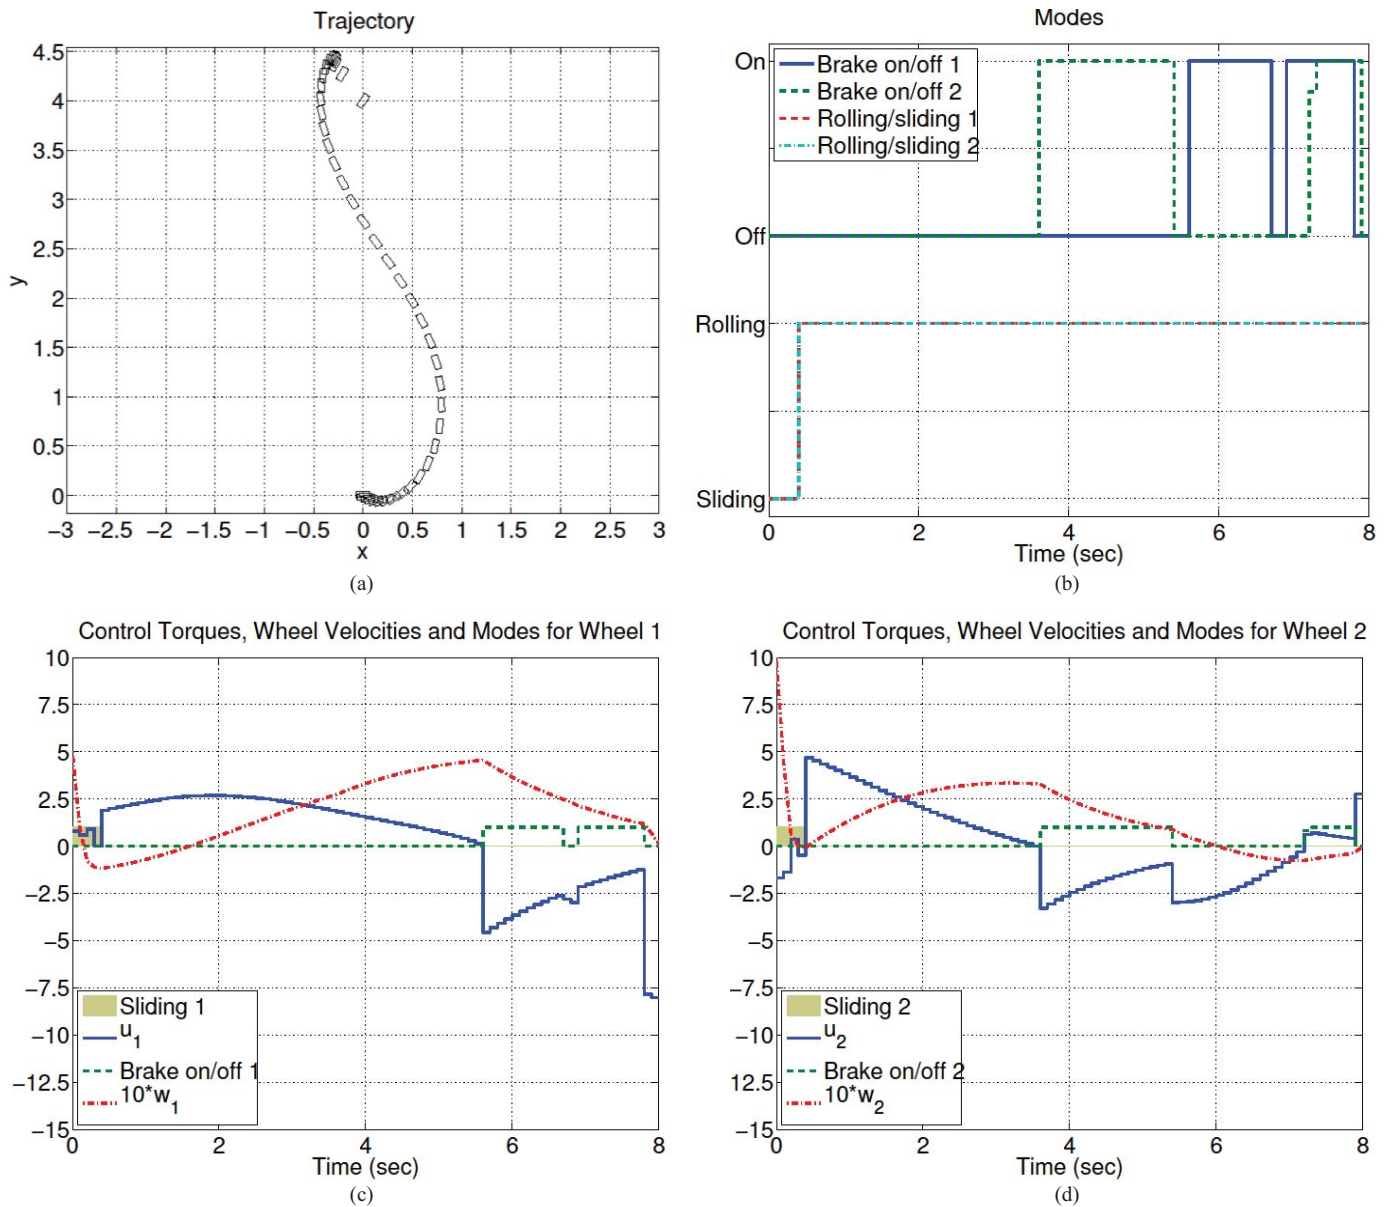 Trajectory
4.5
4
3.5
3
2.5
2
1.5
1
0.5
0
y
−3 −2.5 −2 −1.5 −1 −0.5 0 0.5 1 1.5 2 2.5 3
x
(a)
Modes
On
Off
Rolling
Sliding
Brake on/off 1
Brake on/off 2
Rolling/sliding 1
Rolling/sliding 2
0 2 4 6 8
Time (sec)
(b)
Control Torques, Wheel Velocities and Modes for Wheel 1
10
7.5
5
2.5
0
−2.5
−5
−7.5
−10
−12.5
−15
Sliding 1
u1
Brake on/off 1
10*w1
0 2 4 6 8
Time (sec)
(c)
Control Torques, Wheel Velocities and Modes for Wheel 2
10
7.5
5
2.5
0
−2.5
−5
−7.5
−10
12.5
−15
Sliding 2
u2
Brake on/off 2
10*w2
0 2 4 6 8
Time (sec)
(d)